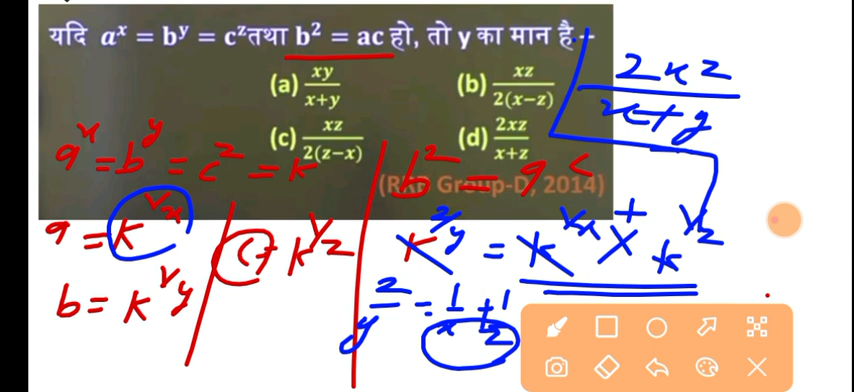 यदि aˣ = bʸ = cᶻ तथा b² = ac हो, तो y का मान है -
(a) xy/x+y (b) xz/2(x−z)
(c) xz/2(z−x) (d) 2xz/x+z
(RRB Group-D, 2014)
2xz/x+y
aˣ = bʸ = cᶻ = k
b² = ac
a = k^1/x
c = k^1/z
k^2/y = k^1/x × k^1/z
+
b = k^1/y
2/y = 1/x + 1/z